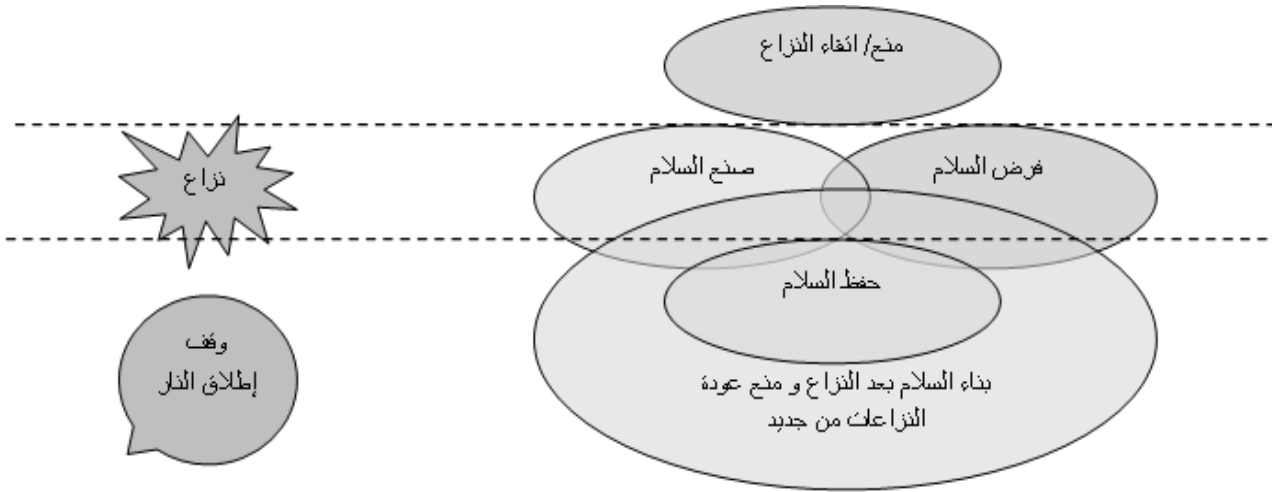 منع/ اتقاء النزاع
فرض السلام
صنع السلام
نزاع
حفظ السلام
وقف
إطلاق النار
بناء السلام بعد النزاع و منع عودة
النزاعات من جديد